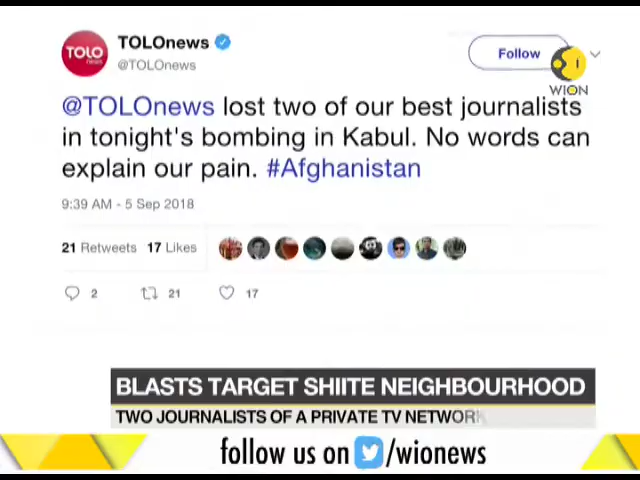 TOLO
news
TOLOnews
@TOLOnews
Follow
WION
@TOLOnews lost two of our best journalists
in tonight's bombing in Kabul. No words can
explain our pain. #Afghanistan
9:39 AM - 5 Sep 2018
21 Retweets 17 Likes
2 21 17
BLASTS TARGET SHIITE NEIGHBOURHOOD
TWO JOURNALISTS OF A PRIVATE TV NETWORK
follow us on /wionews